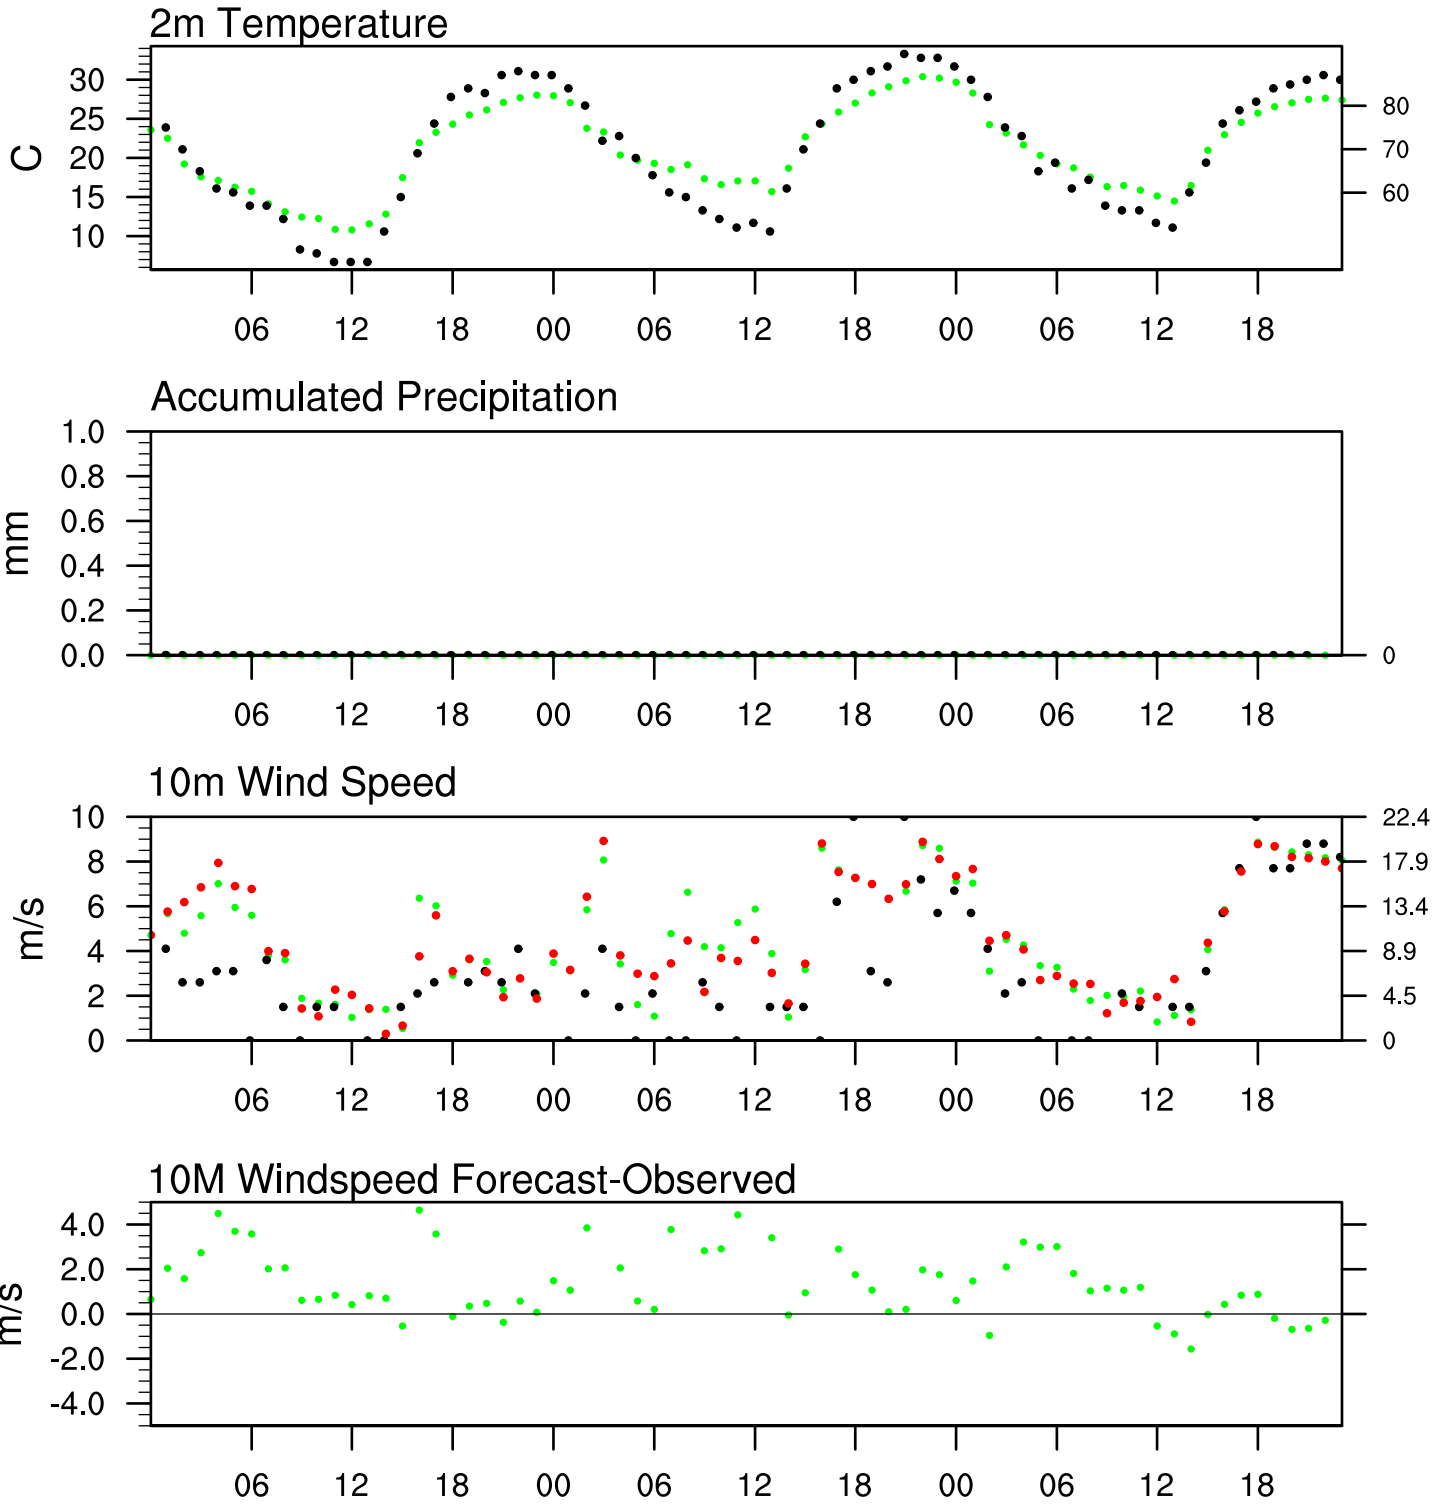 2m Temperature
30
25
20
15
10
C
80
70
60
06 12 18 00 06 12 18 00 06 12 18
Accumulated Precipitation
1.0
0.8
0.6
0.4
0.2
0.0
mm
0
06 12 18 00 06 12 18 00 06 12 18
10m Wind Speed
10
8
6
4
2
0
m/s
22.4
17.9
13.4
8.9
4.5
0
06 12 18 00 06 12 18 00 06 12 18
10M Windspeed Forecast-Observed
4.0
2.0
0.0
-2.0
-4.0
m/s
06 12 18 00 06 12 18 00 06 12 18